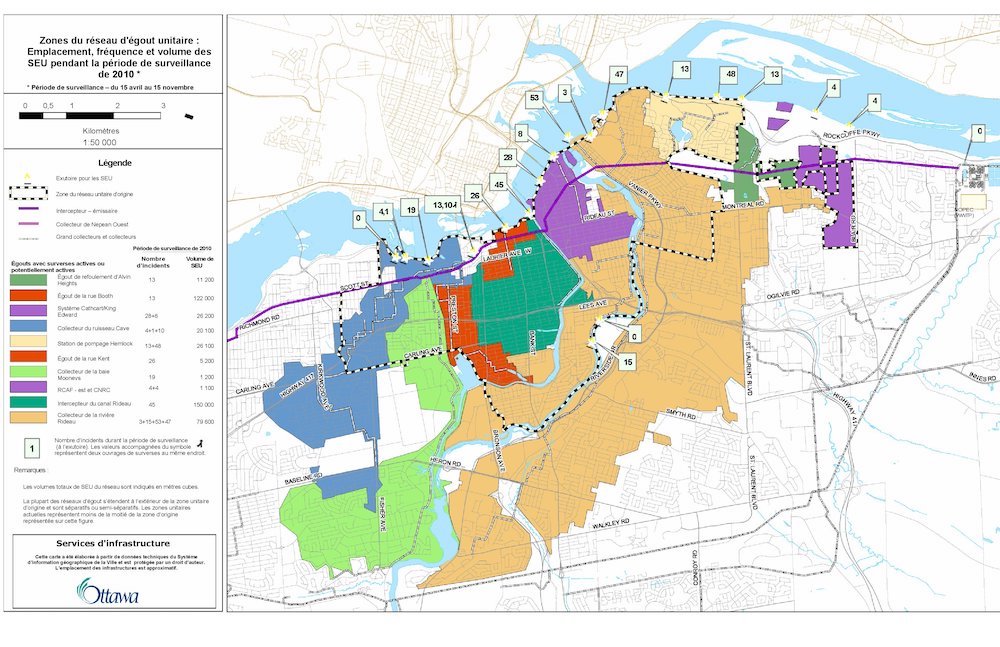 Zones du réseau d'égout unitaire :
Emplacement, fréquence et volume des
SEU pendant la période de surveillance
de 2010 *
* Période de surveillance – du 15 avril au 15 novembre
0 0,5 1 2 3
Kilomètres
1:50 000
Légende
Exutoire pour les SEU
Zone du réseau unitaire d'origine
Intercepteur – émissaire
Collecteur de Nepean Ouest
Grand collecteurs et collecteurs
Période de surveillance de 2010
Égouts avec surverses actives ou
potentiellement actives
Nombre
d'incidents
Volume de
SEU
Égout de refoulement d'Alvin
Heights
13
11 200
Égout de la rue Booth
13
122 000
Système Cathcart/King
Edward
28+8
26 200
Collecteur du ruisseau Cave
4+1+10
20 100
Station de pompage Hemlock
13+48
26 100
Égout de la rue Kent
26
5 200
Collecteur de la baie
Mooneys
19
1 200
RCAF - est et CNRC
4+4
1 100
Intercepteur du canal Rideau
45
150 000
Collecteur de la rivière
Rideau
3+15+53+47
79 600
1
Nombre d'incidents durant la période de surveillance
(à l'exutoire). Les valeurs accompagnées du symbole
représentent deux ouvrages de surverses au même endroit.
Remarques :
Les volumes totaux de SEU du réseau sont indiqués en mètres cubes.
La plupart des réseaux d'égout s'étendent à l'extérieur de la zone unitaire
d'origine et sont séparatifs ou semi-séparatifs. Les zones unitaires
actuelles représentent moins de la moitié de la zone d'origine
représentée sur cette figure.
Services d'infrastructure
Cette carte a été élaborée à partir de données techniques du Système
d'information géographique de la Ville et est protégée par un droit d'auteur.
L'emplacement des infrastructures est approximatif.
Ottawa
47
13
48
13
4
4
0
53
3
8
28
45
26
13,10
19
4,1
0
ROCKCLIFFE PKWY
VANIER PKWY
MONTREAL RD
RIDEAU ST
LAURIER AVE W
SCOTT ST
RICHMOND RD
PRESTON ST
LEES AVE
BANK ST
OGILVIE RD
0
15
RIVERSIDE DR
CARLING AVE
CARLING AVE
HIGHWAY 417
ST. LAURENT BLVD
INNES RD
HIGHWAY 417
SMYTH RD
BRONSON AVE
HERON RD
BASELINE RD
FISHER AVE
ST. LAURENT BLVD
WALKLEY RD
CONROY RD